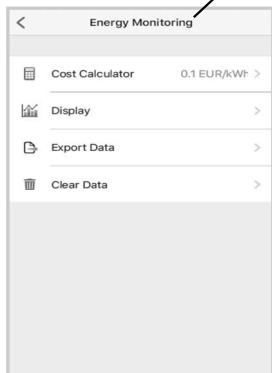 Energy Monitoring
Cost Calculator 0.1 EUR/kWh
Display
Export Data
Clear Data